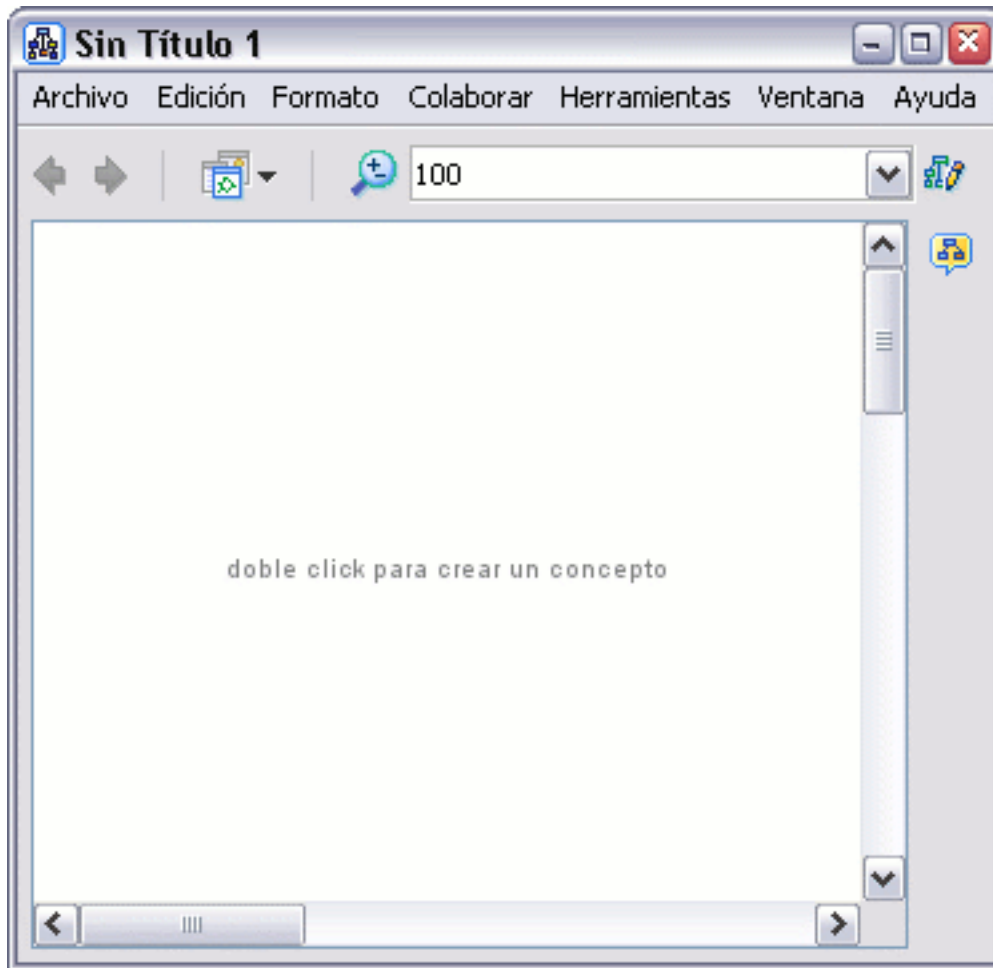 Sin Título 1
Archivo Edición Formato Colaborar Herramientas Ventana Ayuda
100
doble click para crear un concepto